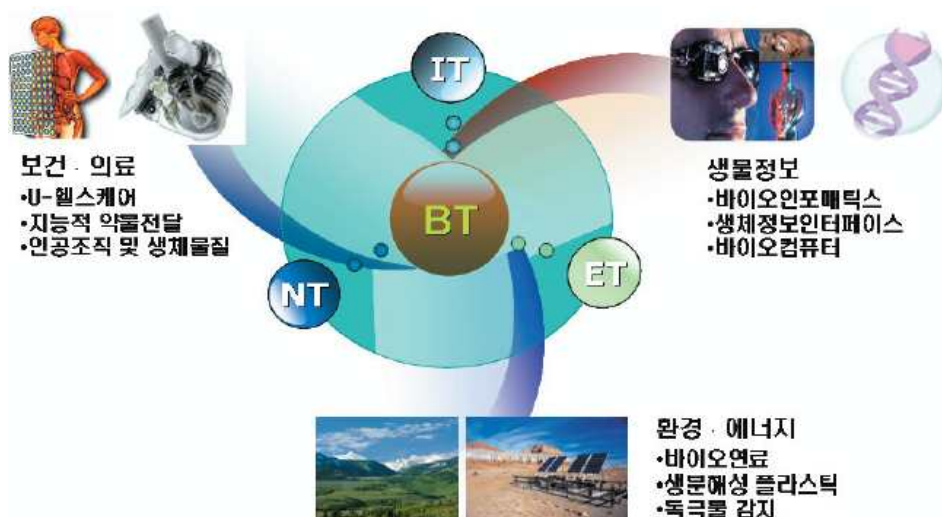 IT
BT
NT
ET
보건 · 의료
•U-헬스케어
•지능적 약물전달
•인공조직 및 생체물질
생물정보
•바이오인포매틱스
•생체정보인터페이스
•바이오컴퓨터
환경 · 에너지
•바이오연료
•생분해성 플라스틱
•독극물 감지